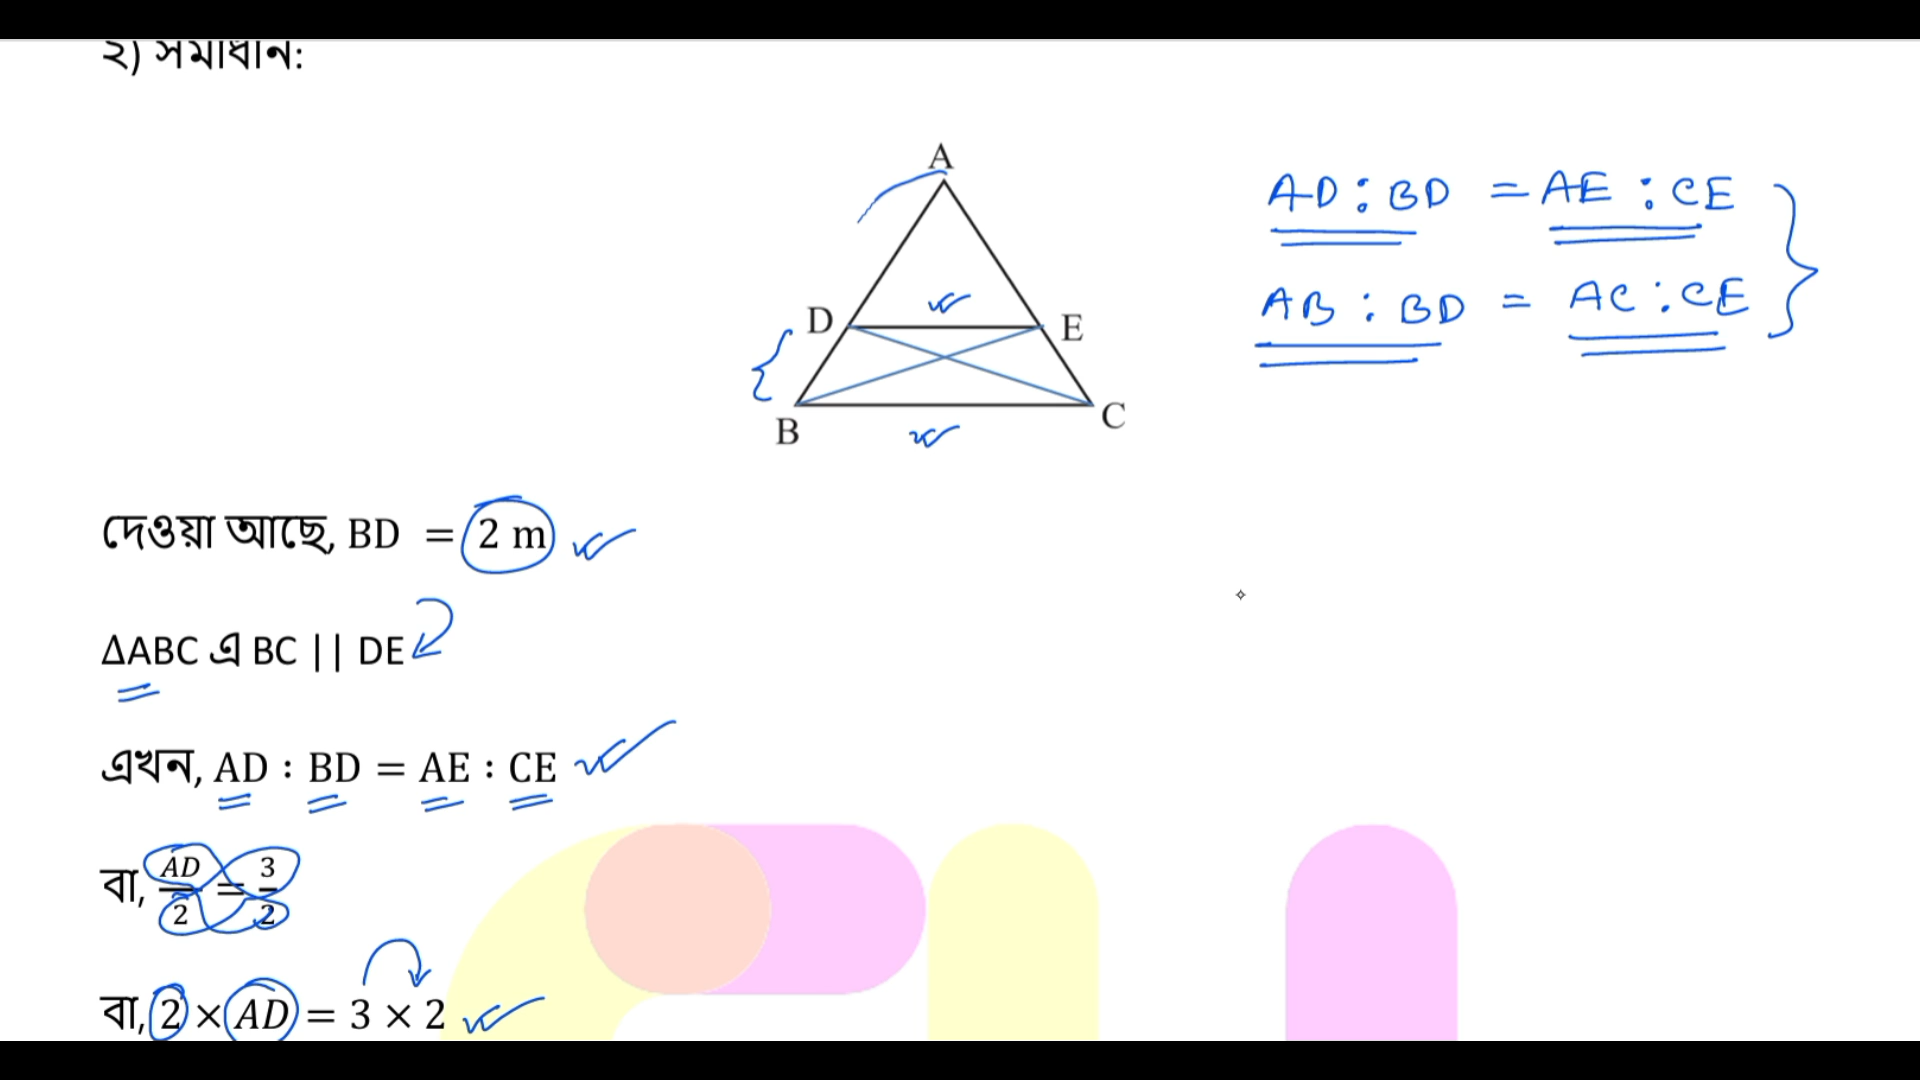 ২) সমাধান:
A
AD : BD = AE : CE
AB : BD = AC : CE
D
E
B
C
দেওয়া আছে, BD = 2 m
ΔABC এ BC || DE
এখন, AD : BD = AE : CE
বা, AD/2 = 3/2
বা, 2 × AD = 3 × 2